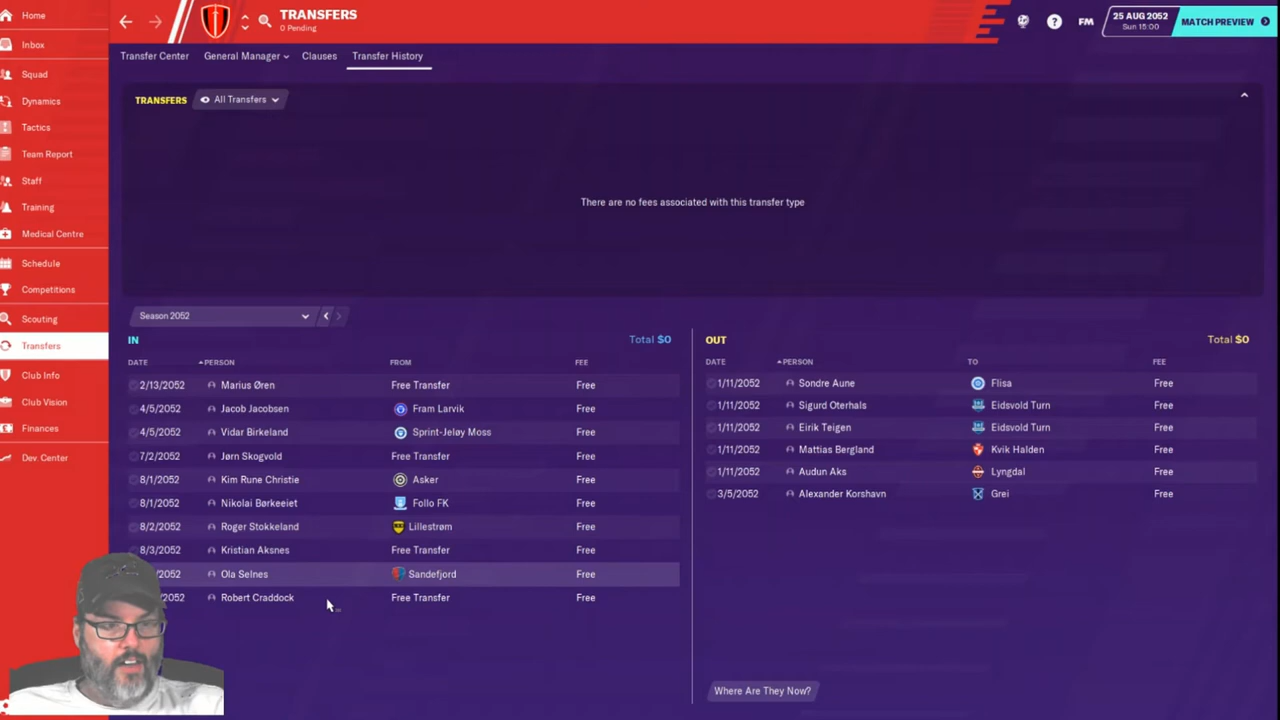 Home
Inbox
Squad
Dynamics
Tactics
Team Report
Staff
Training
Medical Centre
Schedule
Competitions
Scouting
Transfers
Club Info
Club Vision
Finances
Dev. Center
TRANSFERS
0 Pending
FM
25 AUG 2052
Sun 15:00
MATCH PREVIEW
Transfer Center General Manager Clauses Transfer History
TRANSFERS All Transfers
There are no fees associated with this transfer type
Season 2052
IN Total $0
DATE PERSON FROM FEE
2/13/2052 Marius Øren Free Transfer Free
4/5/2052 Jacob Jacobsen Fram Larvik Free
4/5/2052 Vidar Birkeland Sprint-Jeløy Moss Free
7/2/2052 Jørn Skogvold Free Transfer Free
8/1/2052 Kim Rune Christie Asker Free
8/1/2052 Nikolai Børkeeiet Follo FK Free
8/2/2052 Roger Stokkeland Lillestrøm Free
8/3/2052 Kristian Aksnes Free Transfer Free
Ola Selnes Sandefjord Free
Robert Craddock Free Transfer Free
OUT Total $0
DATE PERSON TO FEE
1/11/2052 Sondre Aune Flisa Free
1/11/2052 Sigurd Oterhals Eidsvold Turn Free
1/11/2052 Eirik Teigen Eidsvold Turn Free
1/11/2052 Mattias Bergland Kvik Halden Free
1/11/2052 Audun Aks Lyngdal Free
3/5/2052 Alexander Korshavn Grei Free
Where Are They Now?